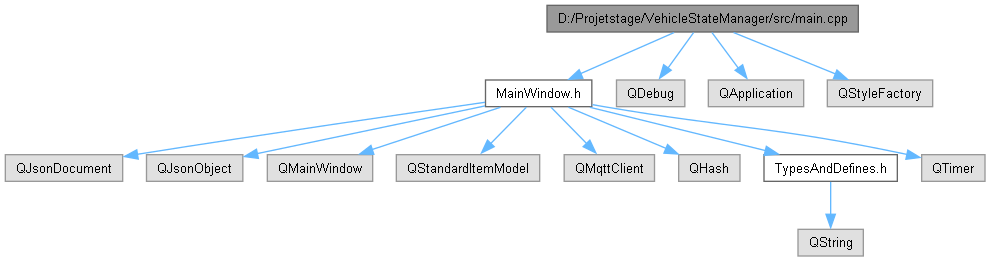 D:/Projetstage/VehicleStateManager/src/main.cpp
MainWindow.h
QDebug
QApplication
QStyleFactory
QJsonDocument
QJsonObject
QMainWindow
QStandardItemModel
QMqttClient
QHash
TypesAndDefines.h
QTimer
QString